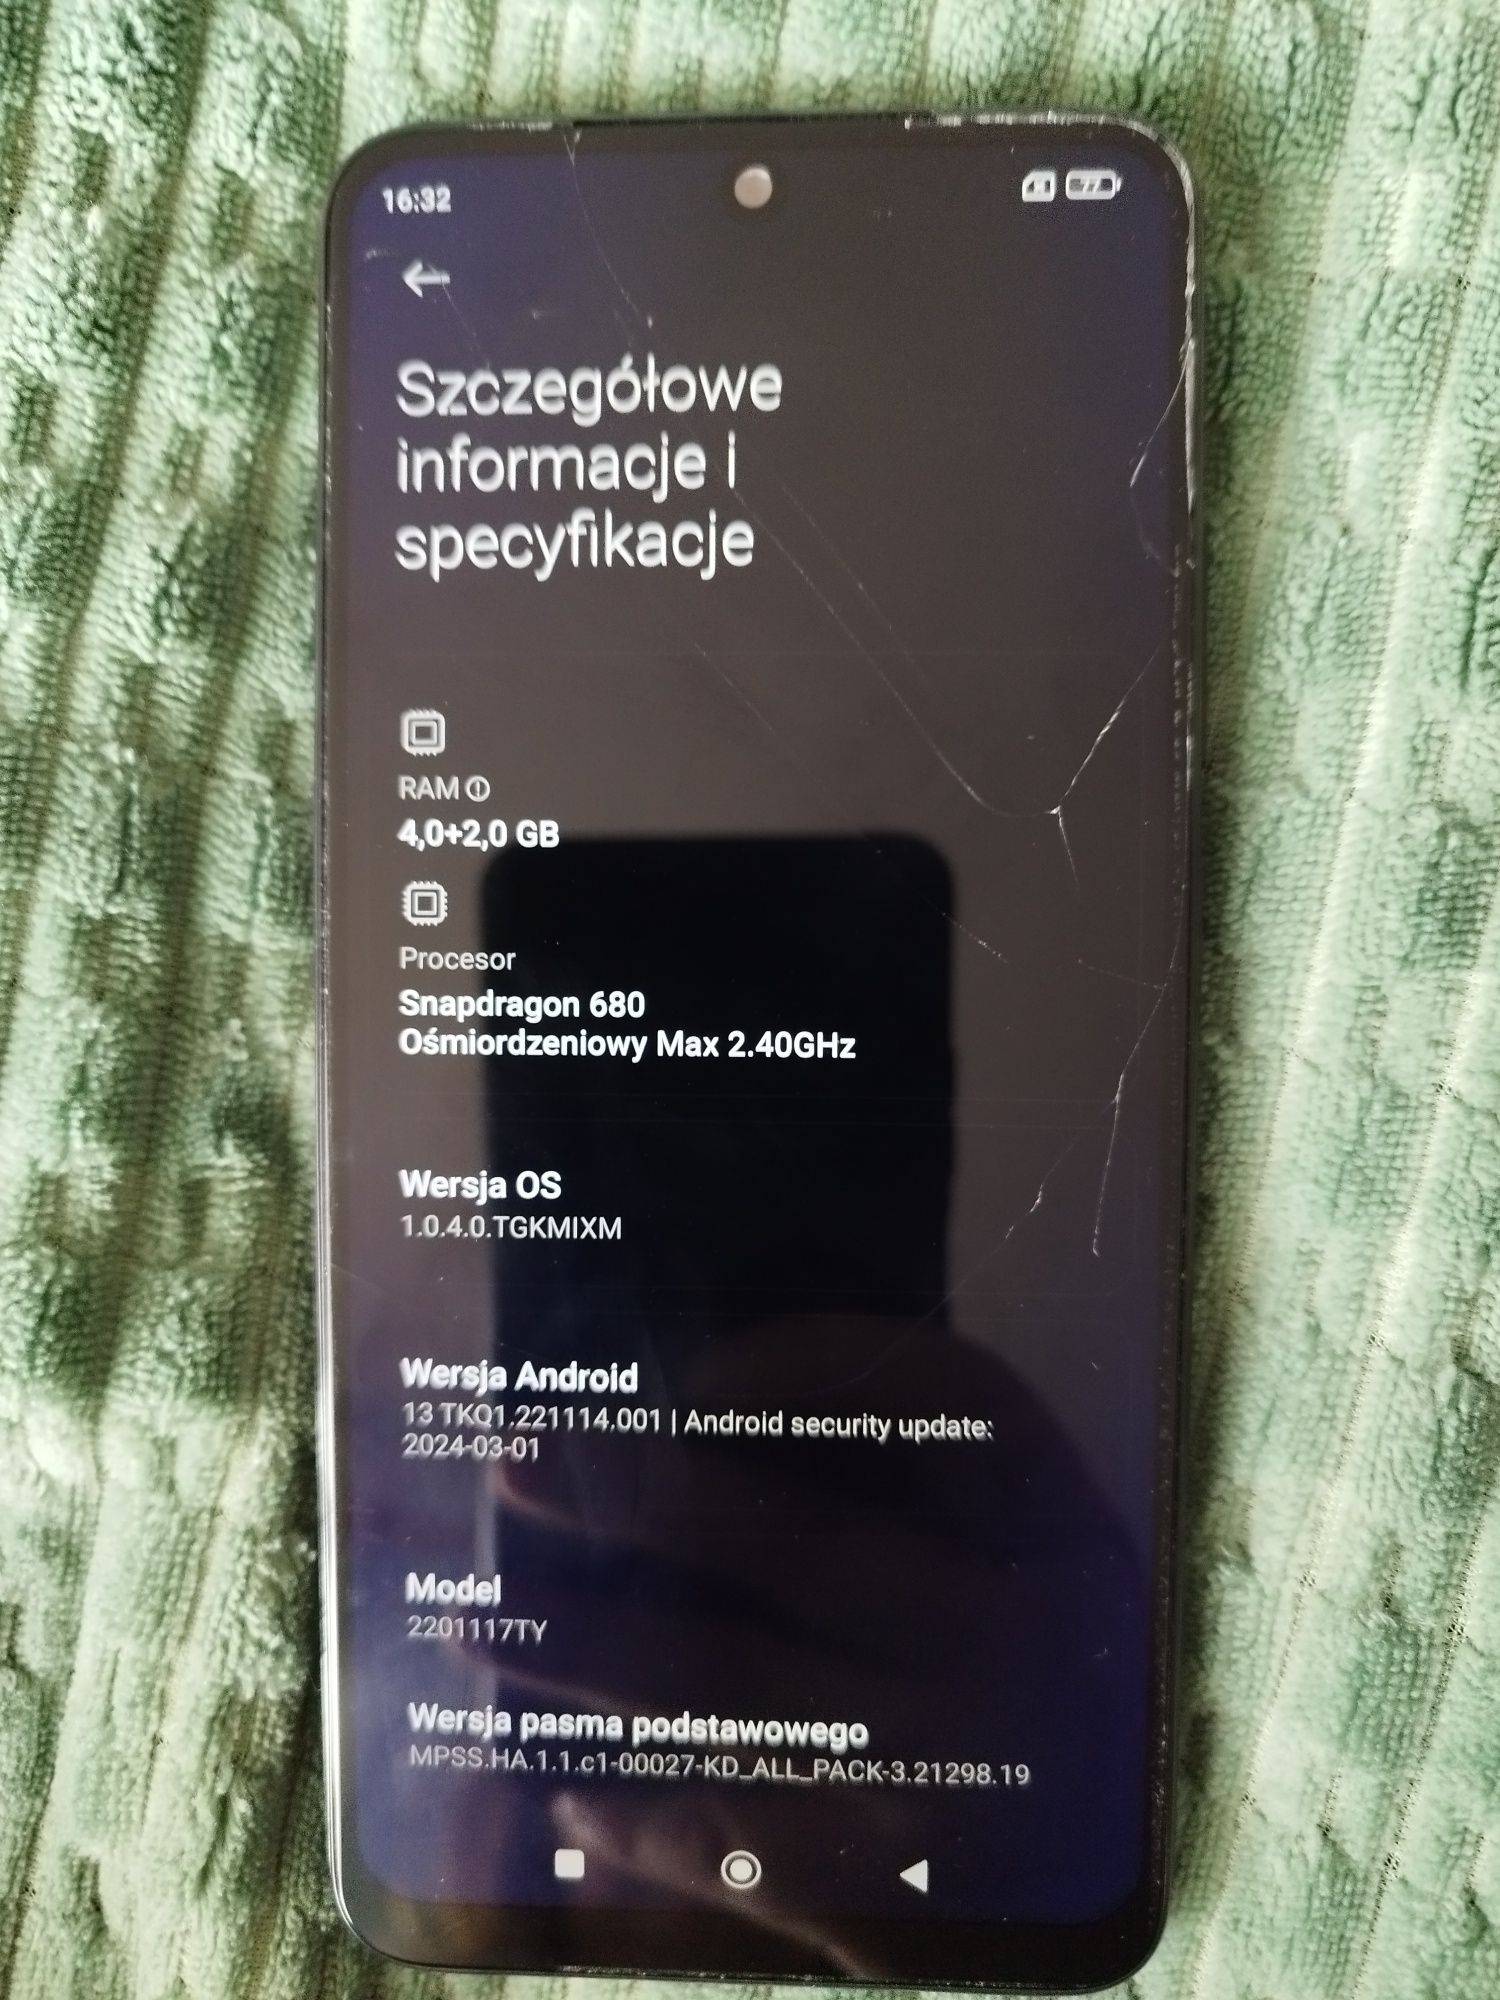 16:32
77
Szczegółowe
informacje i
specyfikacje
RAM
4,0+2,0 GB
Procesor
Snapdragon 680
Ośmiordzeniowy Max 2.40GHz
Wersja OS
1.0.4.0.TGKMIXM
Wersja Android
13 TKQ1.221114.001 | Android security update:
2024-03-01
Model
2201117TY
Wersja pasma podstawowego
MPSS.HA.1.1.c1-00027-KD_ALL_PACK-3.21298.19